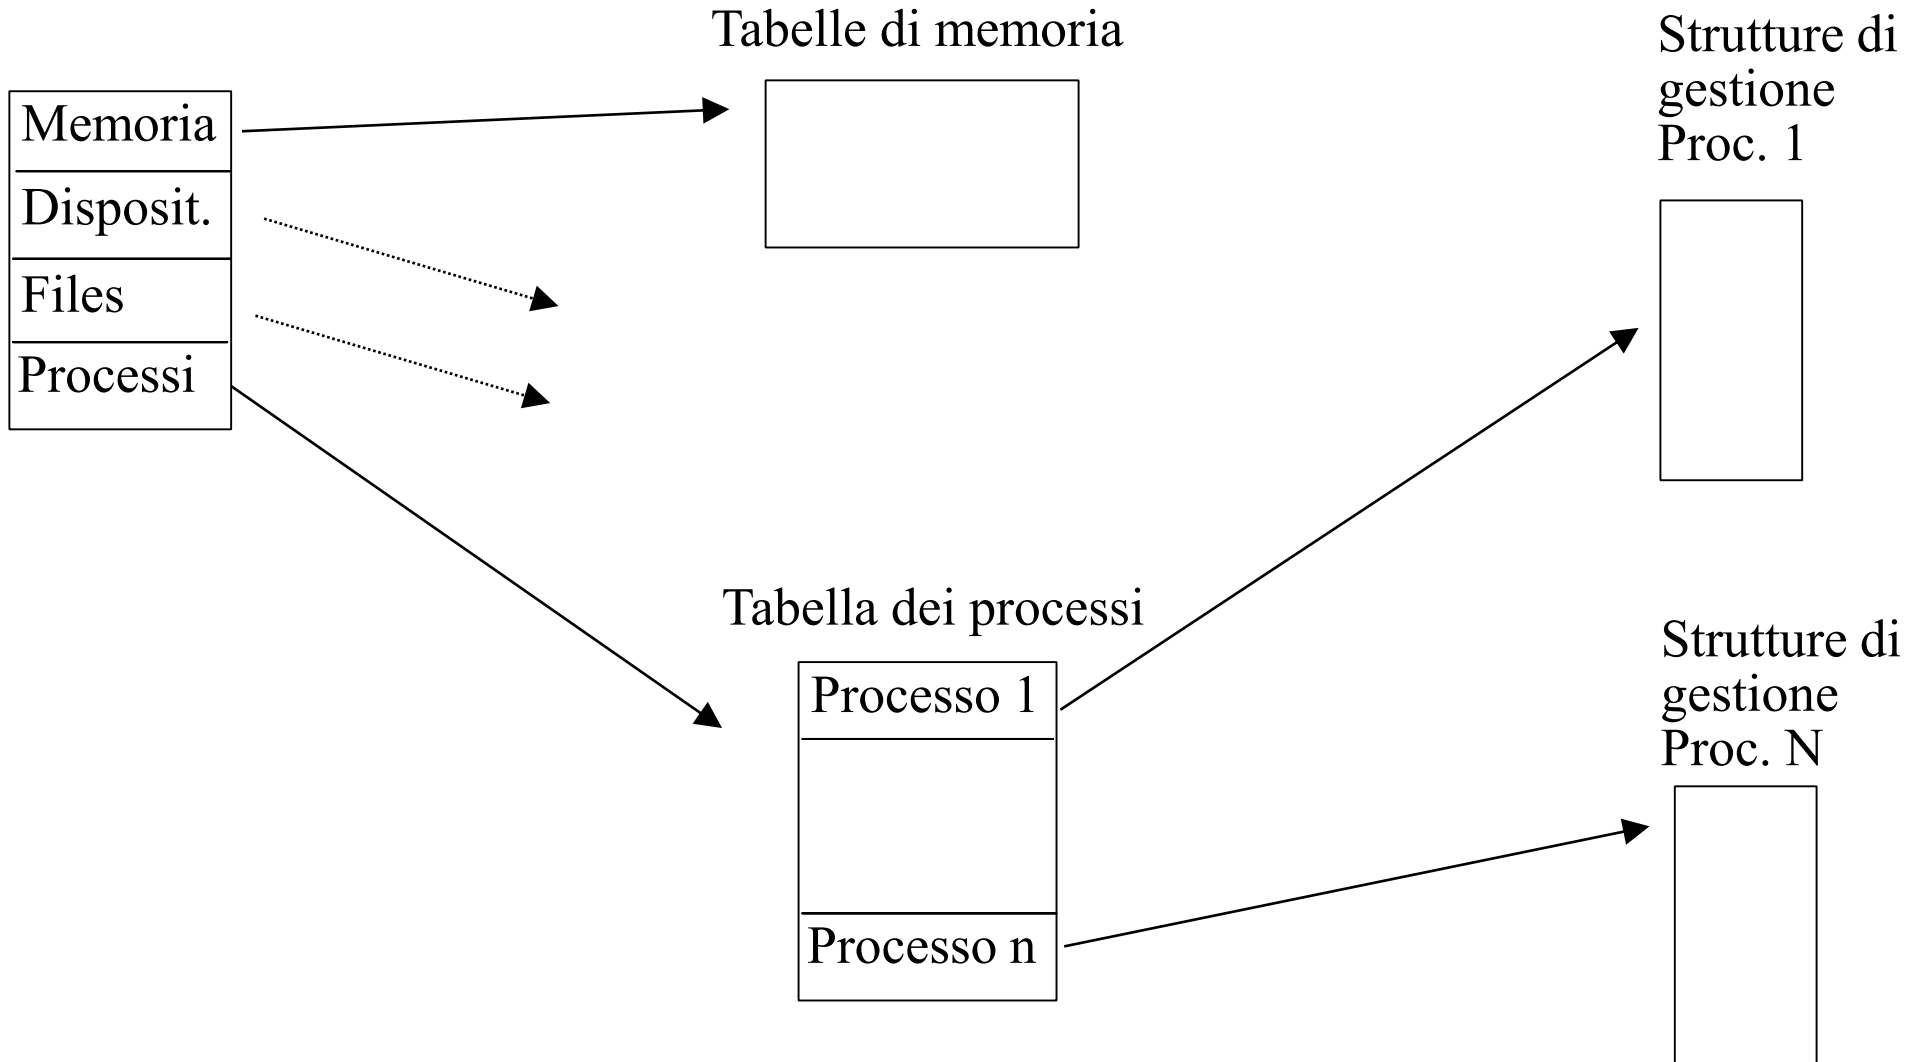 Tabelle di memoria
Strutture di
gestione
Proc. 1
Memoria
Disposit.
Files
Processi
Tabella dei processi
Processo 1
Processo n
Strutture di
gestione
Proc. N